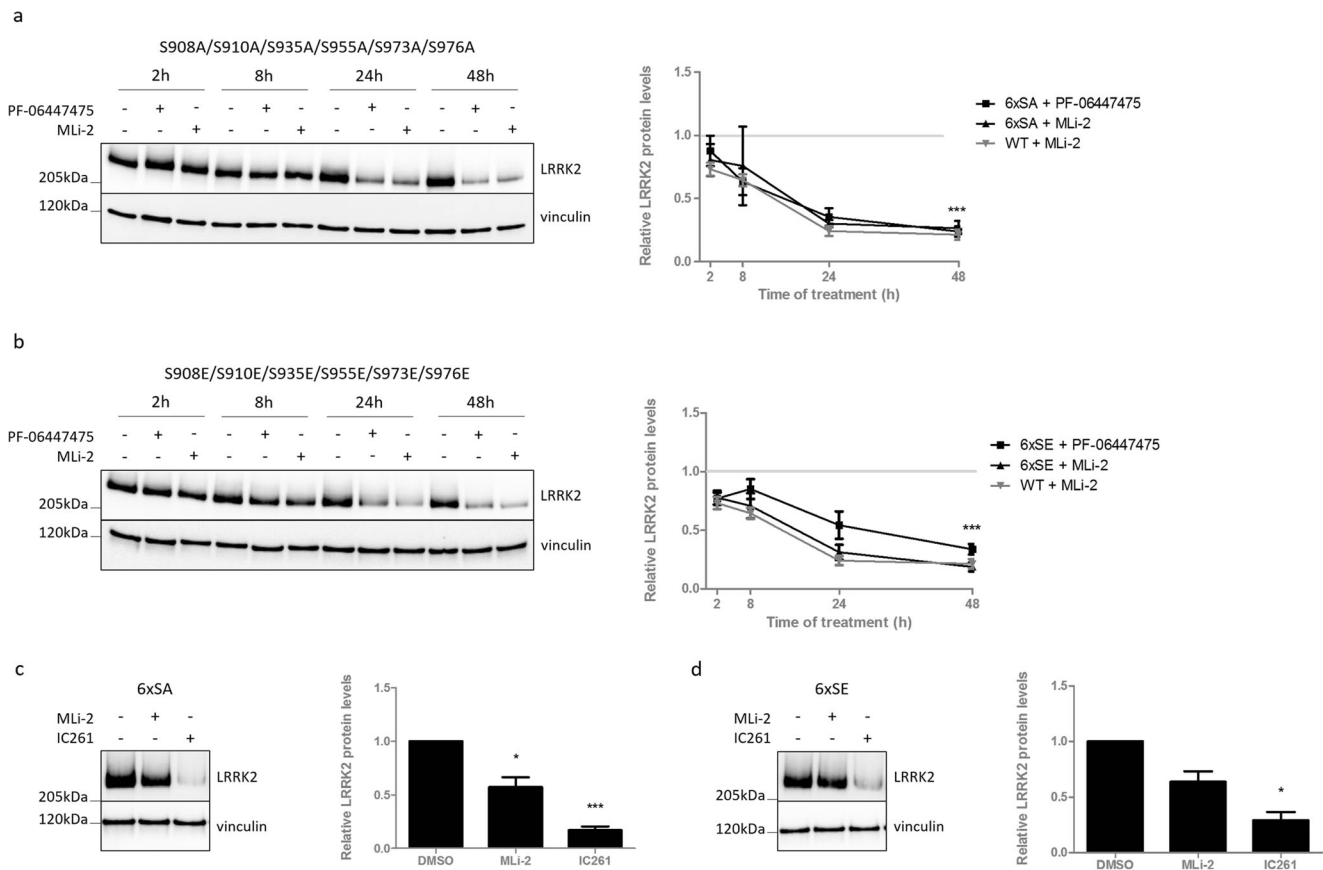 a
S908A/S910A/S935A/S955A/S973A/S976A
2h 8h 24h 48h
PF-06447475 - + - - + - - + - - + -
MLi-2 - - + - - + - - + - - +
205kDa LRRK2
120kDa vinculin
Relative LRRK2 protein levels
1.5
1.0
0.5
0.0
***
2 8 24 48
Time of treatment (h)
6xSA + PF-06447475
6xSA + MLi-2
WT + MLi-2
b
S908E/S910E/S935E/S955E/S973E/S976E
2h 8h 24h 48h
PF-06447475 - + - - + - - + - - + -
MLi-2 - - + - - + - - + - - +
205kDa LRRK2
120kDa vinculin
Relative LRRK2 protein levels
1.5
1.0
0.5
0.0
***
2 8 24 48
Time of treatment (h)
6xSE + PF-06447475
6xSE + MLi-2
WT + MLi-2
c
6xSA
MLi-2 - + -
IC261 - - +
LRRK2
205kDa
120kDa vinculin
Relative LRRK2 protein levels
1.5
1.0
0.5
0.0
*
***
DMSO MLi-2 IC261
d
6xSE
MLi-2 - + -
IC261 - - +
LRRK2
205kDa
120kDa vinculin
Relative LRRK2 protein levels
1.5
1.0
0.5
0.0
*
DMSO MLi-2 IC261